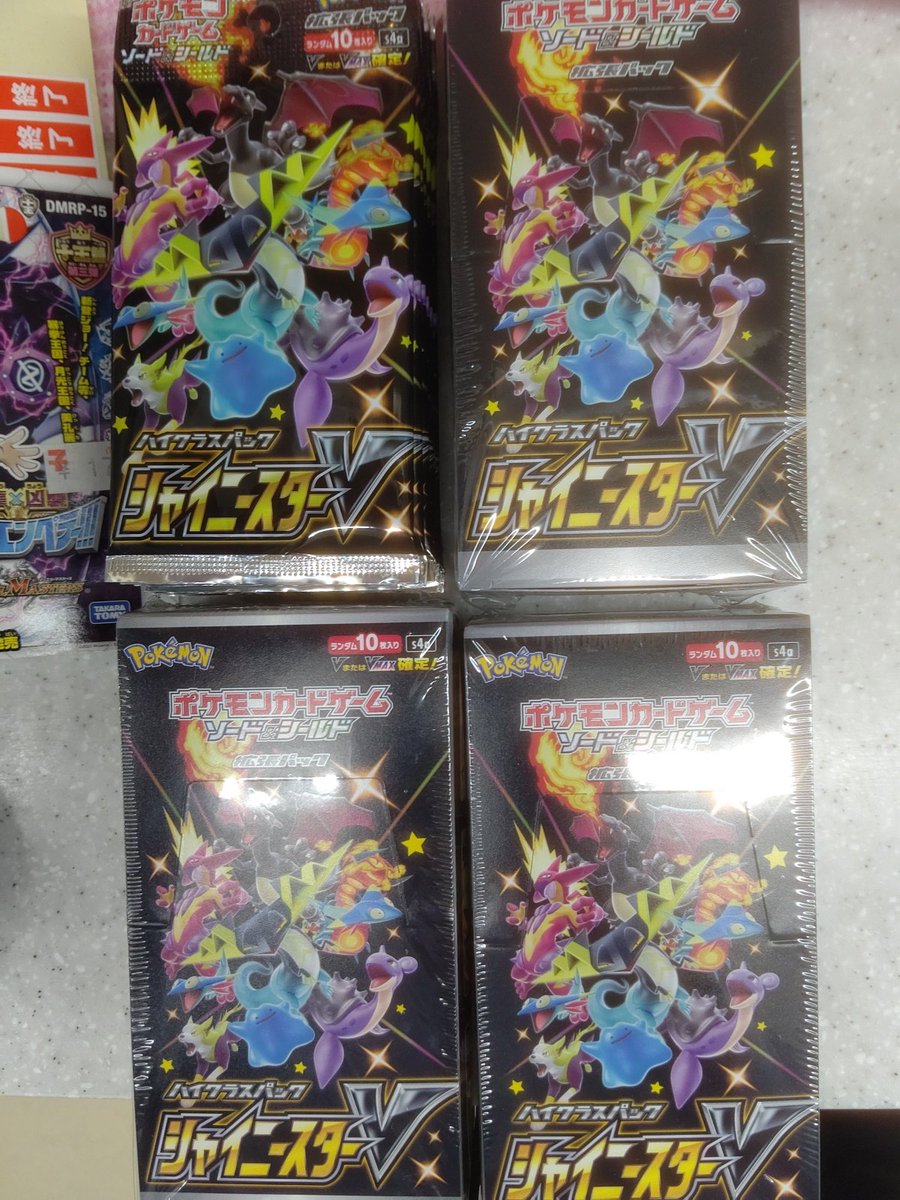 終了
終了
DMRP-15
TAKARA TOMY
ポケモン
カードゲーム
ソード&シールド
拡張パック
ランダム10枚入り s4a
VまたはVMAX確定!
ハイクラスパック
シャイニースターV
ポケモンカードゲーム
ソード&シールド
拡張パック
ハイクラスパック
シャイニースターV
Pokémon
ランダム10枚入り s4a
VまたはVMAX確定!
ポケモンカードゲーム
ソード&シールド
拡張パック
ハイクラスパック
シャイニースターV
Pokémon
ランダム10枚入り s4a
VまたはVMAX確定!
ポケモンカードゲーム
ソード&シールド
拡張
ハイクラスパック
シャイニースターV